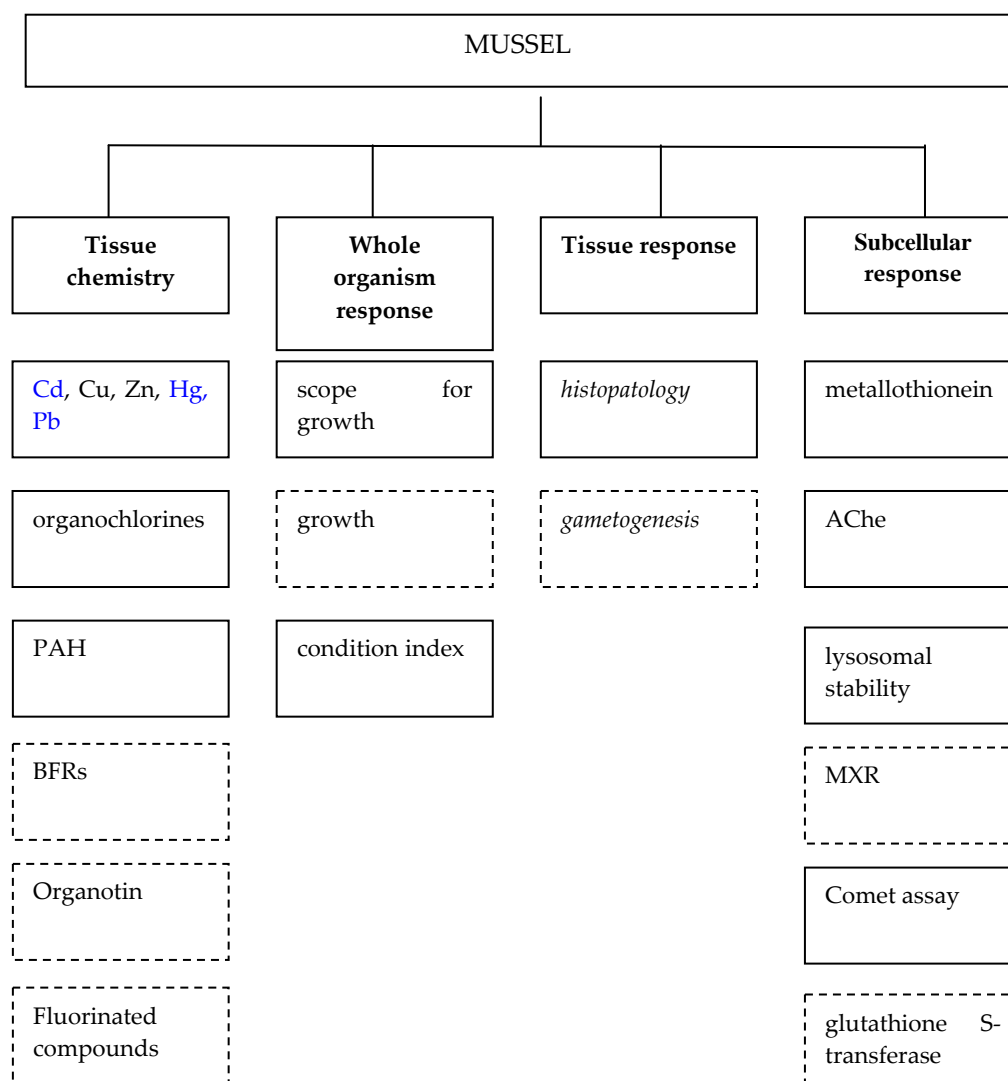 MUSSEL
Tissue
chemistry
Whole
organism
response
Tissue response
Subcellular
response
Cd, Cu, Zn, Hg,
Pb
scope for
growth
histopatology
metallothionein
organochlorines
growth
gametogenesis
AChe
PAH
condition index
lysosomal
stability
BFRs
MXR
Organotin
Comet assay
Fluorinated
compounds
glutathione S-
transferase